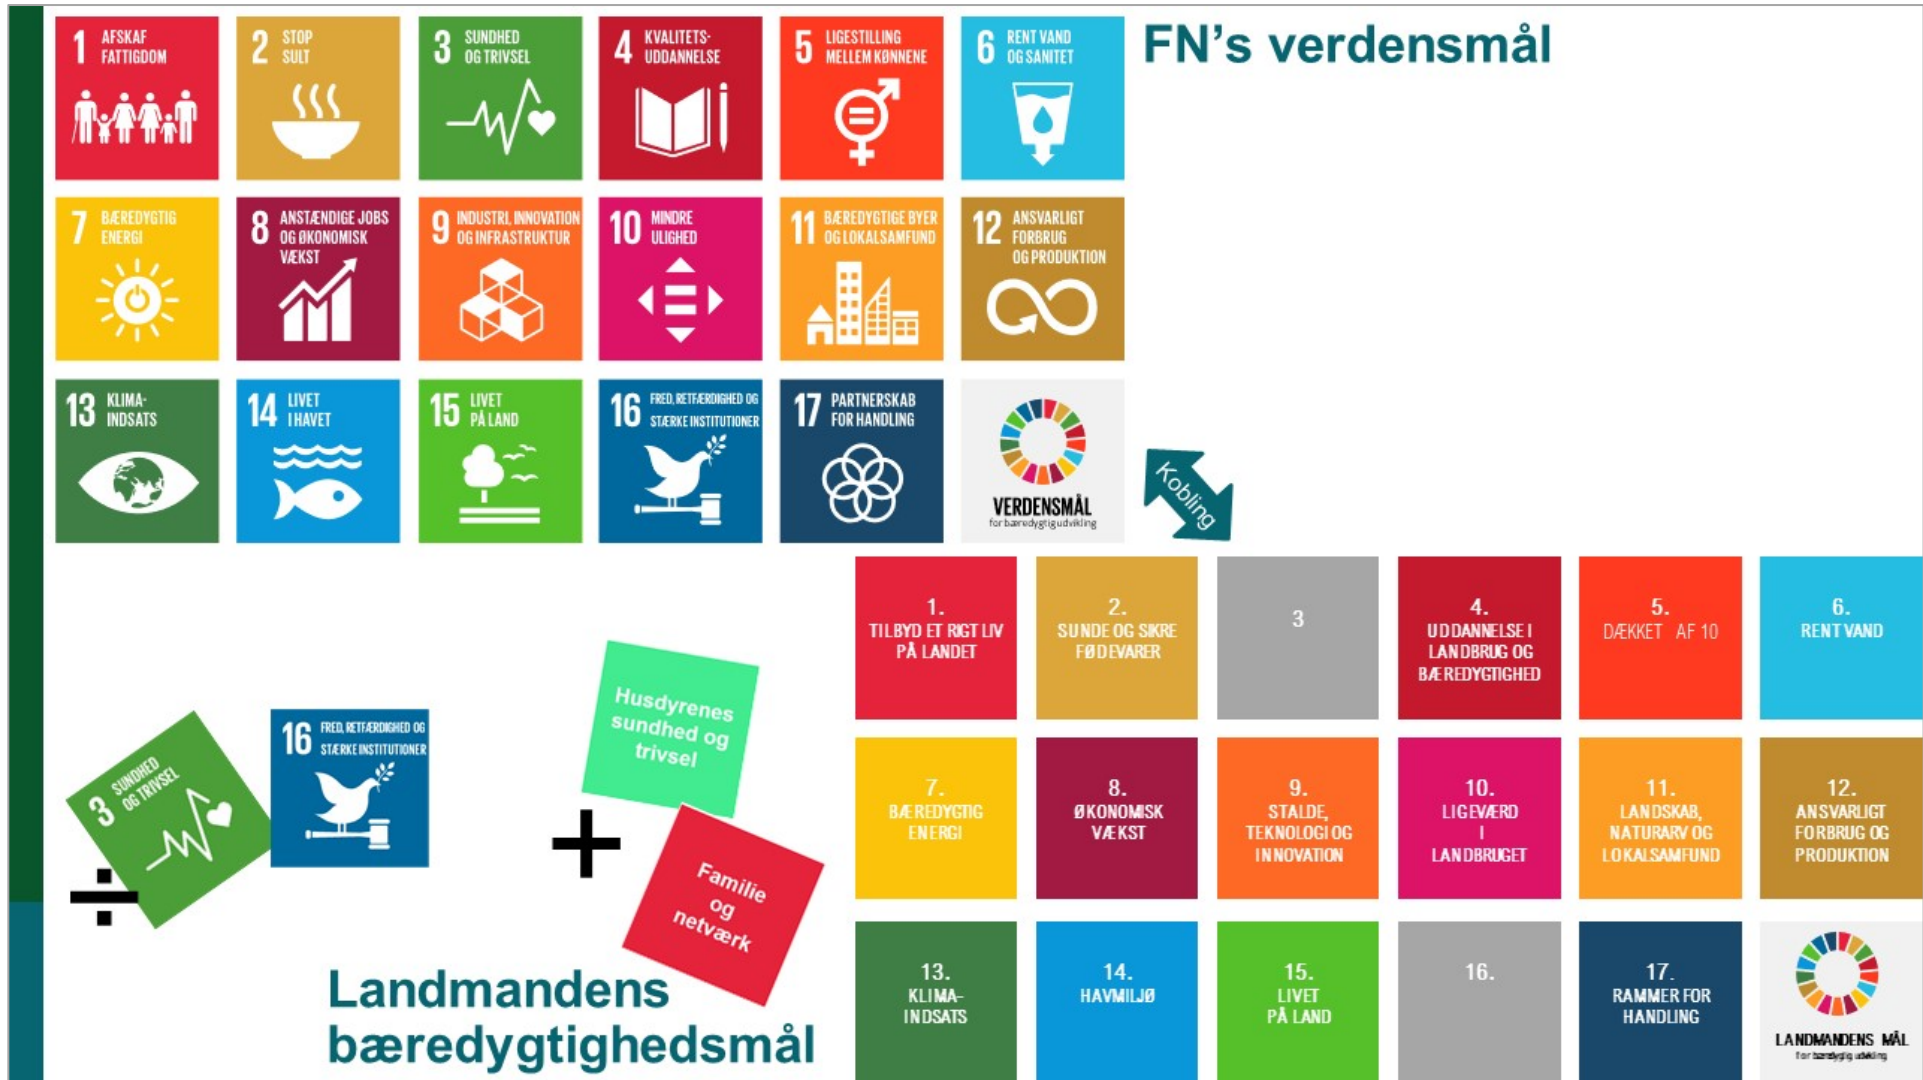 FN's verdensmål
1 AFSKAF
FATTIGDOM
2 STOP
SULT
3 SUNDHED
OG TRIVSEL
4 KVALITETS-
UDDANNELSE
5 LIGESTILLING
MELLEM KØNNENE
6 RENT VAND
OG SANITET
7 BÆREDYGTIG
ENERGI
8 ANSTÆNDIGE JOBS
OG ØKONOMISK
VÆKST
9 INDUSTRI, INNOVATION
OG INFRASTRUKTUR
10 MINDRE
ULIGHED
11 BÆREDYGTIGE BYER
OG LOKALSAMFUND
12 ANSVARLIGT
FORBRUG
OG PRODUKTION
13 KLIMA-
INDSATS
14 LIVET
I HAVET
15 LIVET
PÅ LAND
16 FRED, RETFÆRDIGHED OG
STÆRKE INSTITUTIONER
17 PARTNERSKAB
FOR HANDLING
VERDENSMÅL
for bæredygtig udvikling
Kobling
3 SUNDHED
OG TRIVSEL
16 FRED, RETFÆRDIGHED OG
STÆRKE INSTITUTIONER
÷
+
Husdyrenes
sundhed og
trivsel
Familie
og
netværk
Landmandens
bæredygtighedsmål
1.
TILBYD ET RIGT LIV
PÅ LANDET
2.
SUNDE OG SIKRE
FØDEVARER
3
4.
UDDANNELSE I
LANDBRUG OG
BÆREDYGTIGHED
5.
DÆKKET AF 10
6.
RENT VAND
7.
BÆREDYGTIG
ENERGI
8.
ØKONOMISK
VÆKST
9.
STALDE,
TEKNOLOGI OG
INNOVATION
10.
LIGEVÆRD
I
LANDBRUGET
11.
LANDSKAB,
NATURARV OG
LOKALSAMFUND
12.
ANSVARLIGT
FORBRUG OG
PRODUKTION
13.
KLIMA-
INDSATS
14.
HAVMILJØ
15.
LIVET
PÅ LAND
16.
17.
RAMMER FOR
HANDLING
LANDMANDENS MÅL
for bæredygtig udvikling